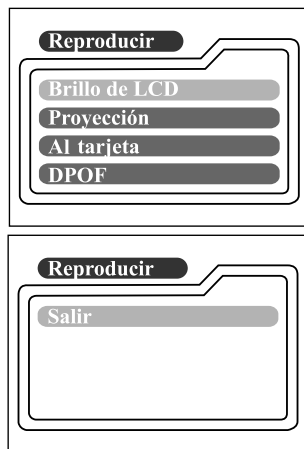 Reproducir
Brillo de LCD
Proyección
Al tarjeta
DPOF
Reproducir
Salir